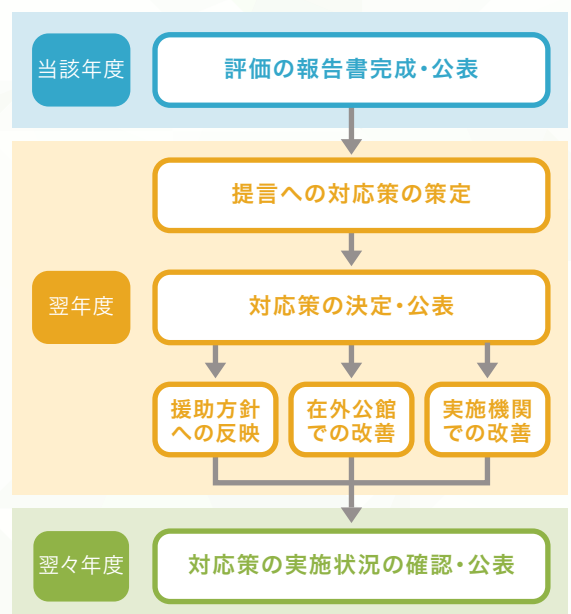 当該年度
評価の報告書完成・公表
提言への対応策の策定
翌年度
対応策の決定・公表
援助方針
への反映
在外公館
での改善
実施機関
での改善
翌々年度
対応策の実施状況の確認・公表